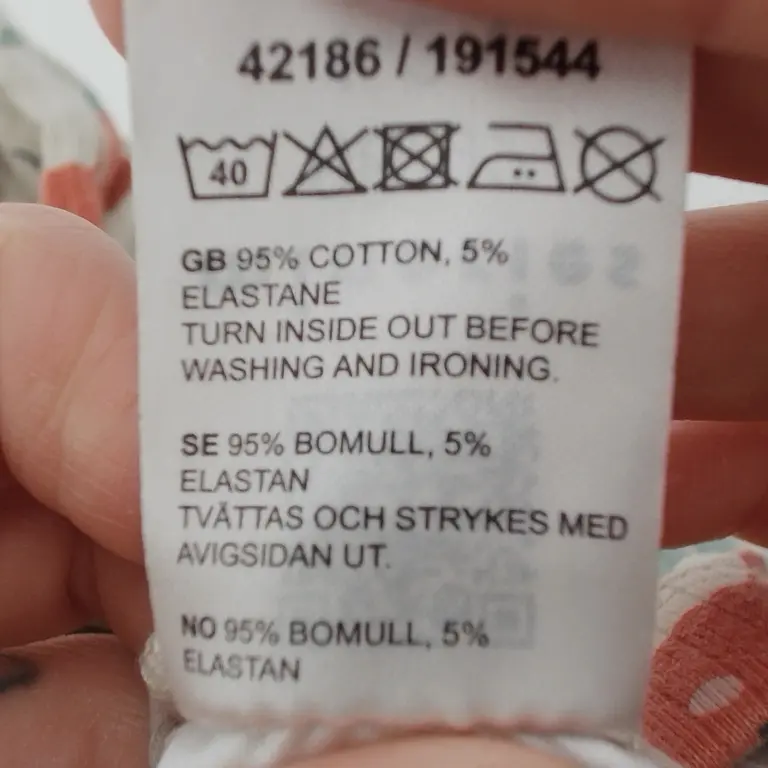 42186 / 191544
40
GB 95% COTTON, 5%
ELASTANE
TURN INSIDE OUT BEFORE
WASHING AND IRONING.
SE 95% BOMULL, 5%
ELASTAN
TVÄTTAS OCH STRYKES MED
AVIGSIDAN UT.
NO 95% BOMULL, 5%
ELASTAN